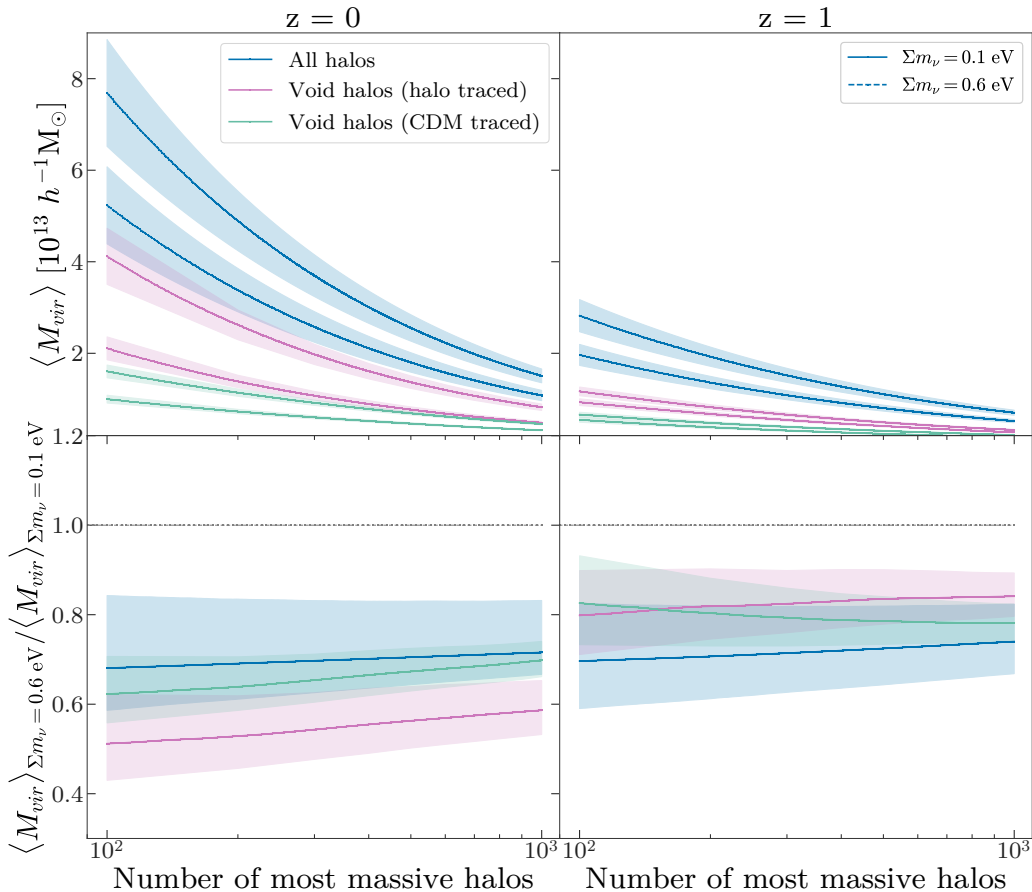 z = 0
z = 1
All halos
Void halos (halo traced)
Void halos (CDM traced)
Σm_ν = 0.1 eV
Σm_ν = 0.6 eV
⟨M_vir⟩ [10^13 h^−1M_⊙]
8
6
4
2
1.2
1.0
0.8
0.6
0.4
⟨M_vir⟩_Σm_ν = 0.6 eV/⟨M_vir⟩_Σm_ν = 0.1 eV
10^2
10^3
10^2
10^3
Number of most massive halos
Number of most massive halos